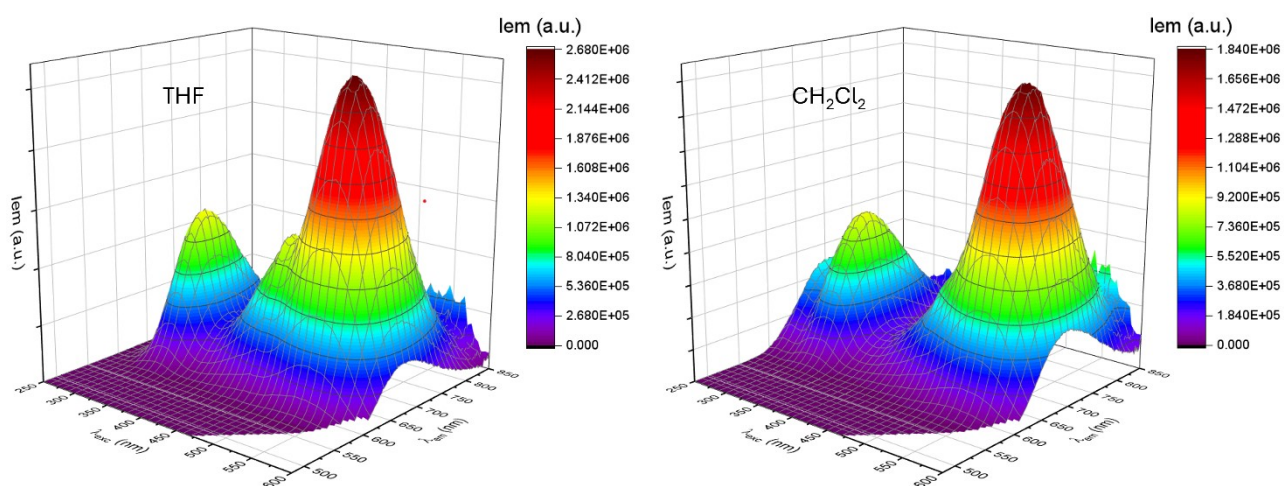 Iem (a.u.)
THF
2.680E+06
2.412E+06
2.144E+06
1.876E+06
1.608E+06
1.340E+06
1.072E+06
8.040E+05
5.360E+05
2.680E+05
0.000
Iem (a.u.)
250
300
350
400
450
500
550
600
λexc (nm)
500
550
600
650
700
750
800
850
λem (nm)
Iem (a.u.)
CH₂Cl₂
1.840E+06
1.656E+06
1.472E+06
1.288E+06
1.104E+06
9.200E+05
7.360E+05
5.520E+05
3.680E+05
1.840E+05
0.000
Iem (a.u.)
250
300
350
400
450
500
550
600
λexc (nm)
500
550
600
650
700
750
800
850
λem (nm)